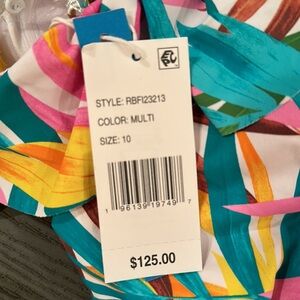 STYLE: RBFI23213
COLOR: MULTI
SIZE: 10
1 96139 19749 7
$125.00